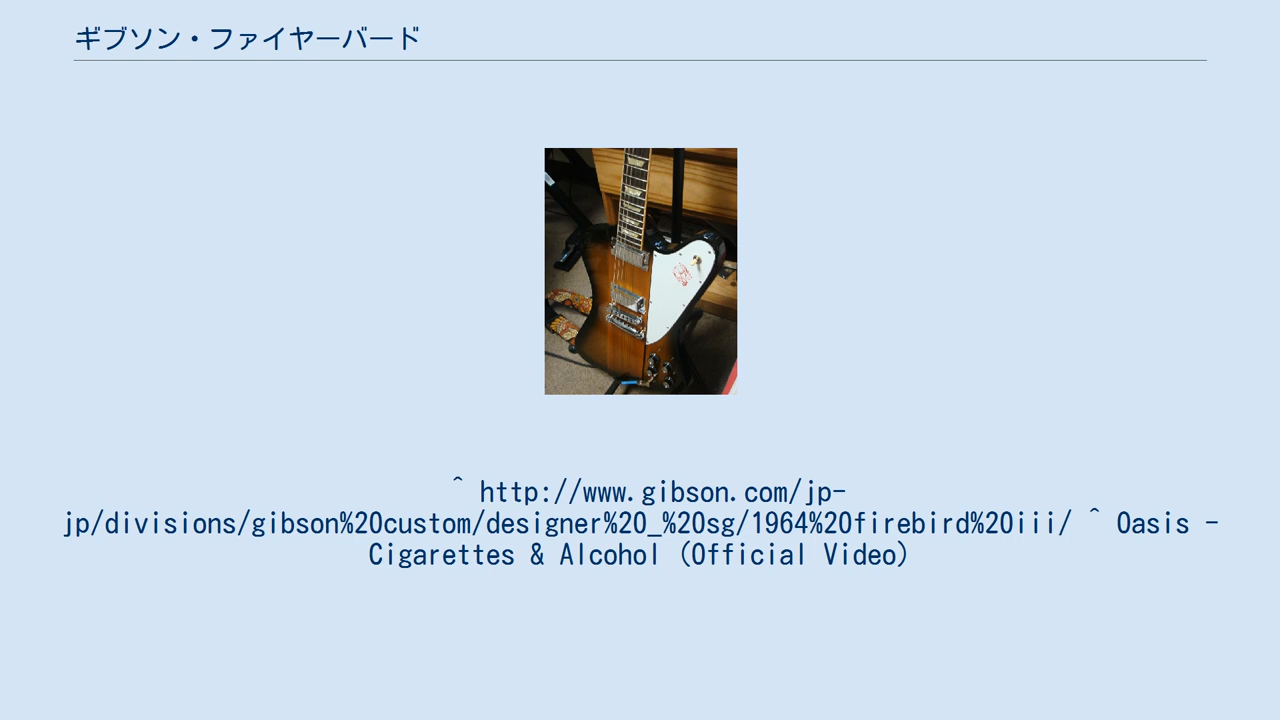 ギブソン・ファイヤーバード
^ http://www.gibson.com/jp-
jp/divisions/gibson%20custom/designer%20_%20sg/1964%20firebird%20iii/ ^ Oasis -
Cigarettes & Alcohol (Official Video)